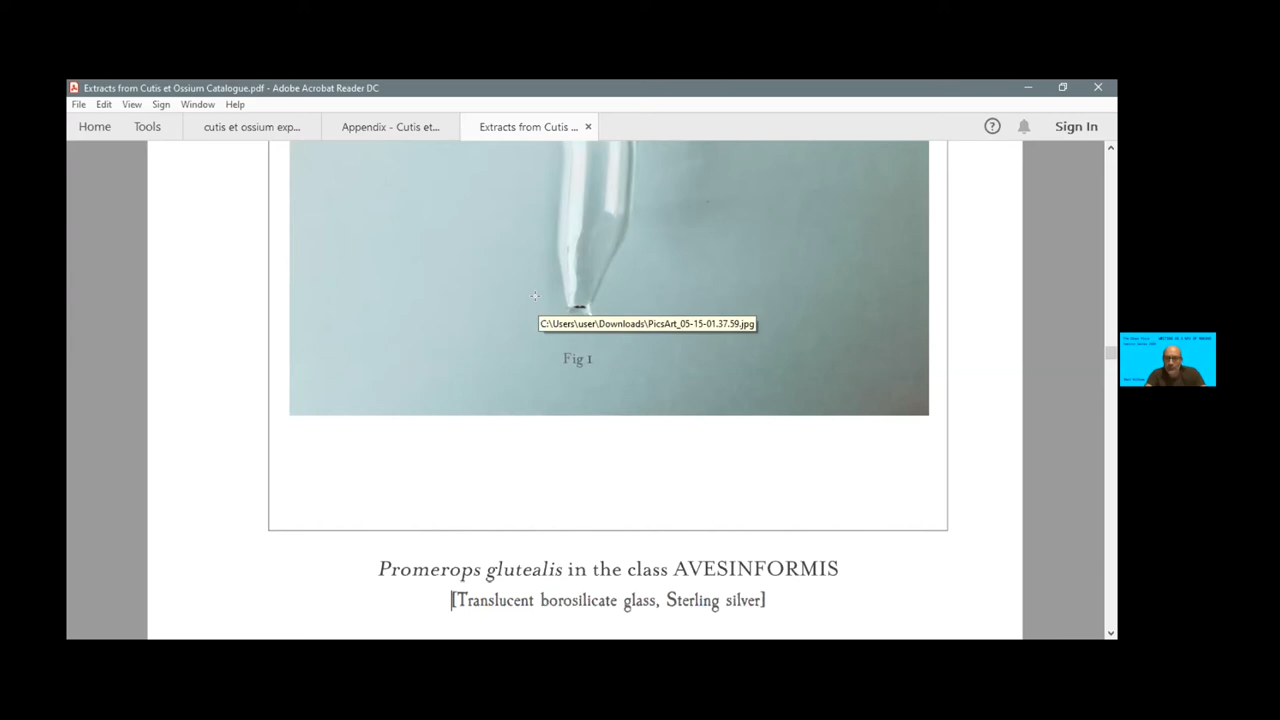 Extracts from Cutis et Ossium Catalogue.pdf - Adobe Acrobat Reader DC
File Edit View Sign Window Help
Home Tools cutis et ossium exp... Appendix - Cutis et... Extracts from Cutis ... × ? Sign In
C:\Users\user\Downloads\PicsArt_05-15-01.37.59.jpg
Fig 1
Promerops glutealis in the class AVESINFORMIS
[Translucent borosilicate glass, Sterling silver]